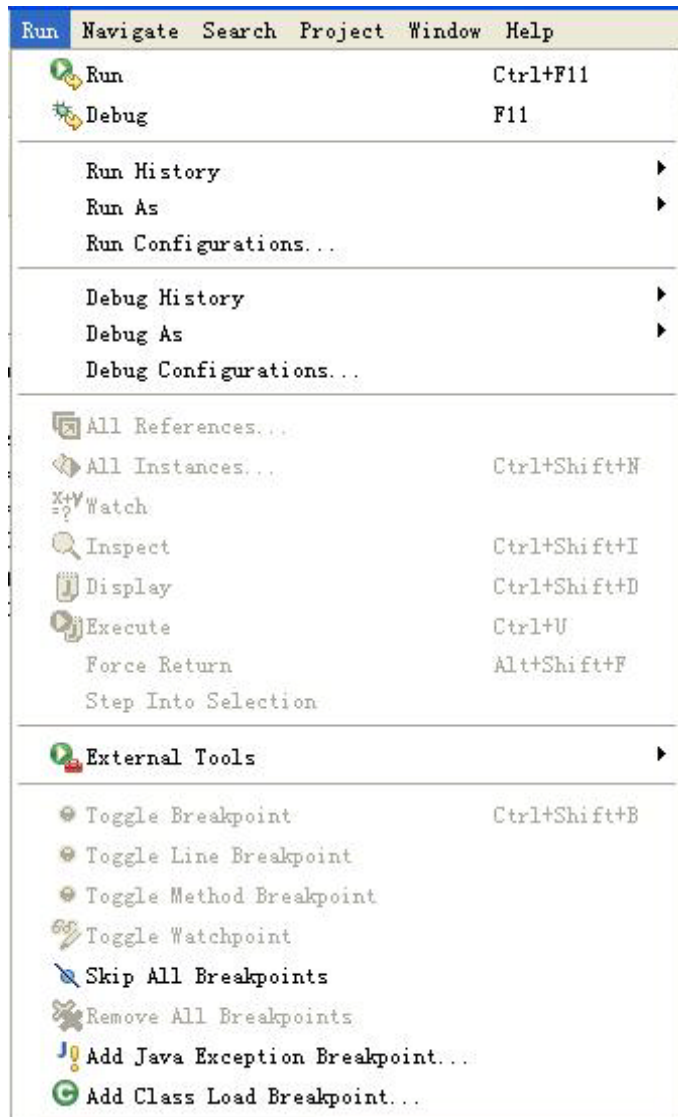 Run Navigate Search Project Window Help
Run Ctrl+F11
Debug F11
Run History
Run As
Run Configurations...
Debug History
Debug As
Debug Configurations...
All References...
All Instances... Ctrl+Shift+N
X+Y=? Watch
Inspect Ctrl+Shift+I
Display Ctrl+Shift+D
Execute Ctrl+U
Force Return Alt+Shift+F
Step Into Selection
External Tools
Toggle Breakpoint Ctrl+Shift+B
Toggle Line Breakpoint
Toggle Method Breakpoint
Toggle Watchpoint
Skip All Breakpoints
Remove All Breakpoints
Add Java Exception Breakpoint...
Add Class Load Breakpoint...